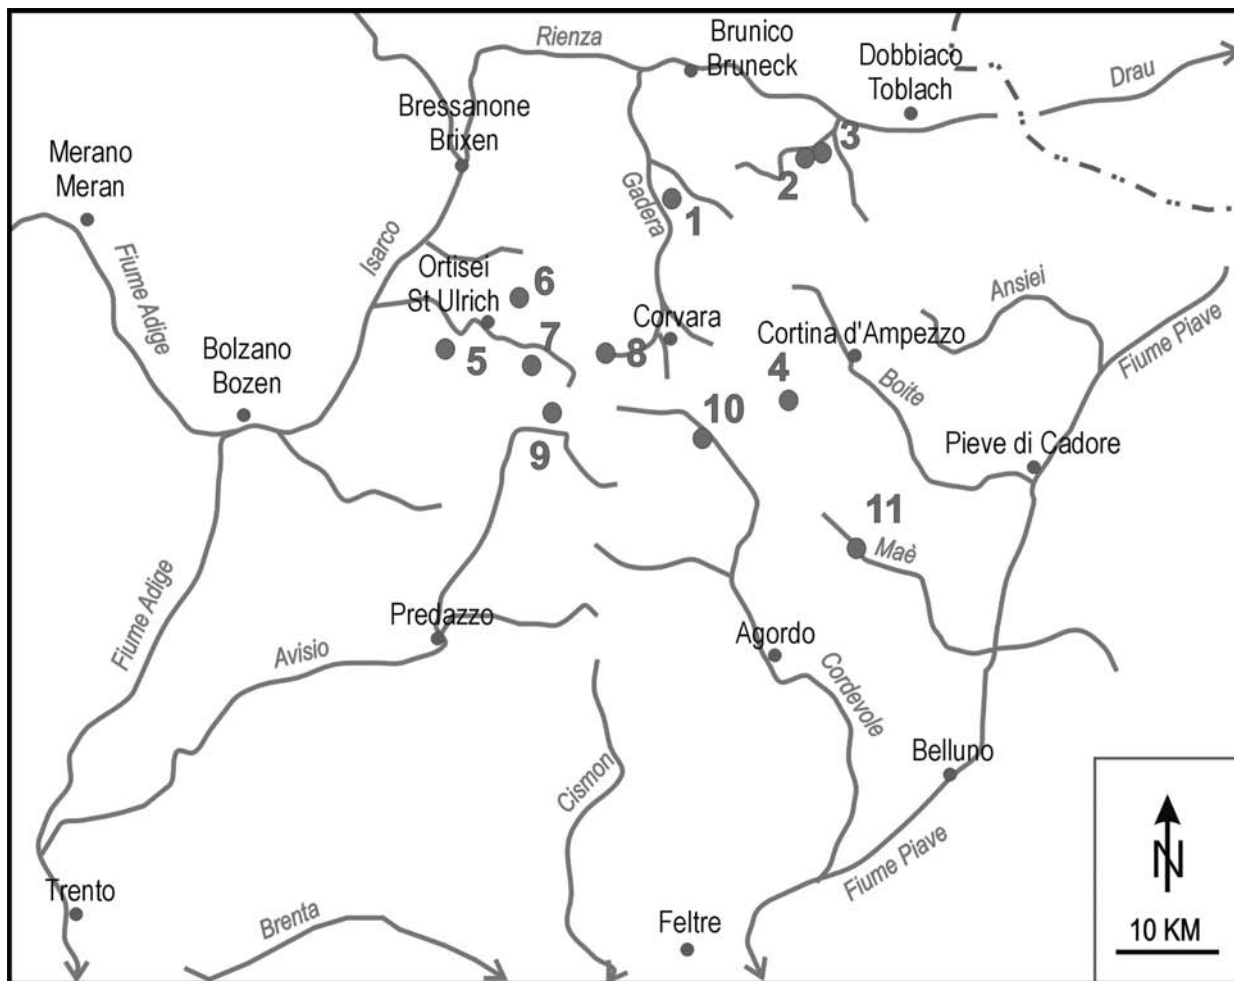 Rienza
Brunico
Bruneck
Dobbiaco
Toblach
Drau
Bressanone
Brixen
Merano
Meran
3
2
1
Gadera
Fiume Adige
Isarco
Ortisei
St Ulrich
6
7
5
8
Corvara
Cortina d'Ampezzo
Ansiei
Fiume Piave
Bolzano
Bozen
4
Boite
10
9
Pieve di Cadore
11
Maè
Fiume Adige
Predazzo
Avisio
Agordo
Cordevole
Cismon
Belluno
Fiume Piave
Trento
Brenta
Feltre
N
10 KM